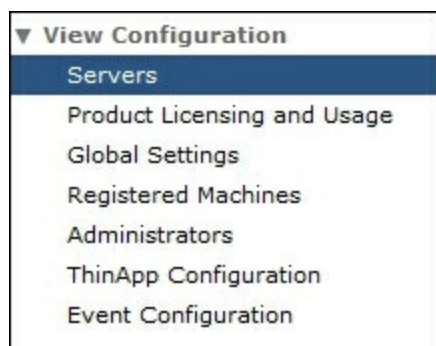 View Configuration
Servers
Product Licensing and Usage
Global Settings
Registered Machines
Administrators
ThinApp Configuration
Event Configuration